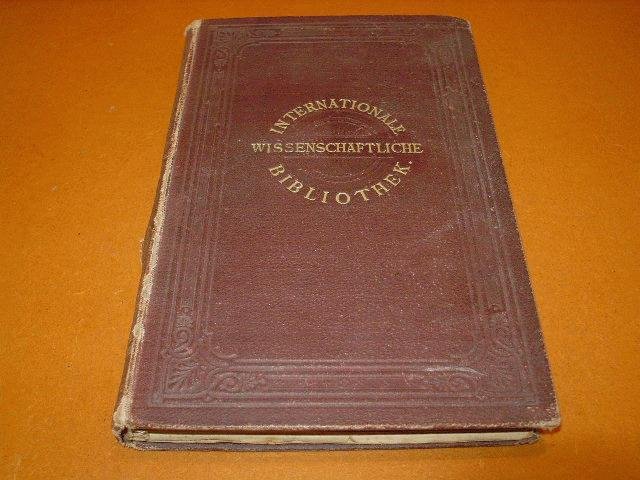 INTERNATIONALE
WISSENSCHAFTLICHE
BIBLIOTHEK.